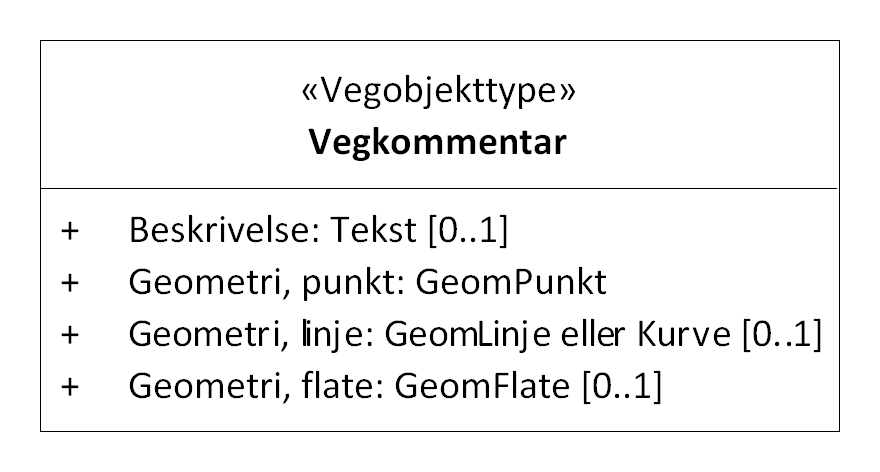 «Vegobjekttype»
Vegkommentar
+ Beskrivelse: Tekst [0..1]
+ Geometri, punkt: GeomPunkt
+ Geometri, linje: GeomLinje eller Kurve [0..1]
+ Geometri, flate: GeomFlate [0..1]